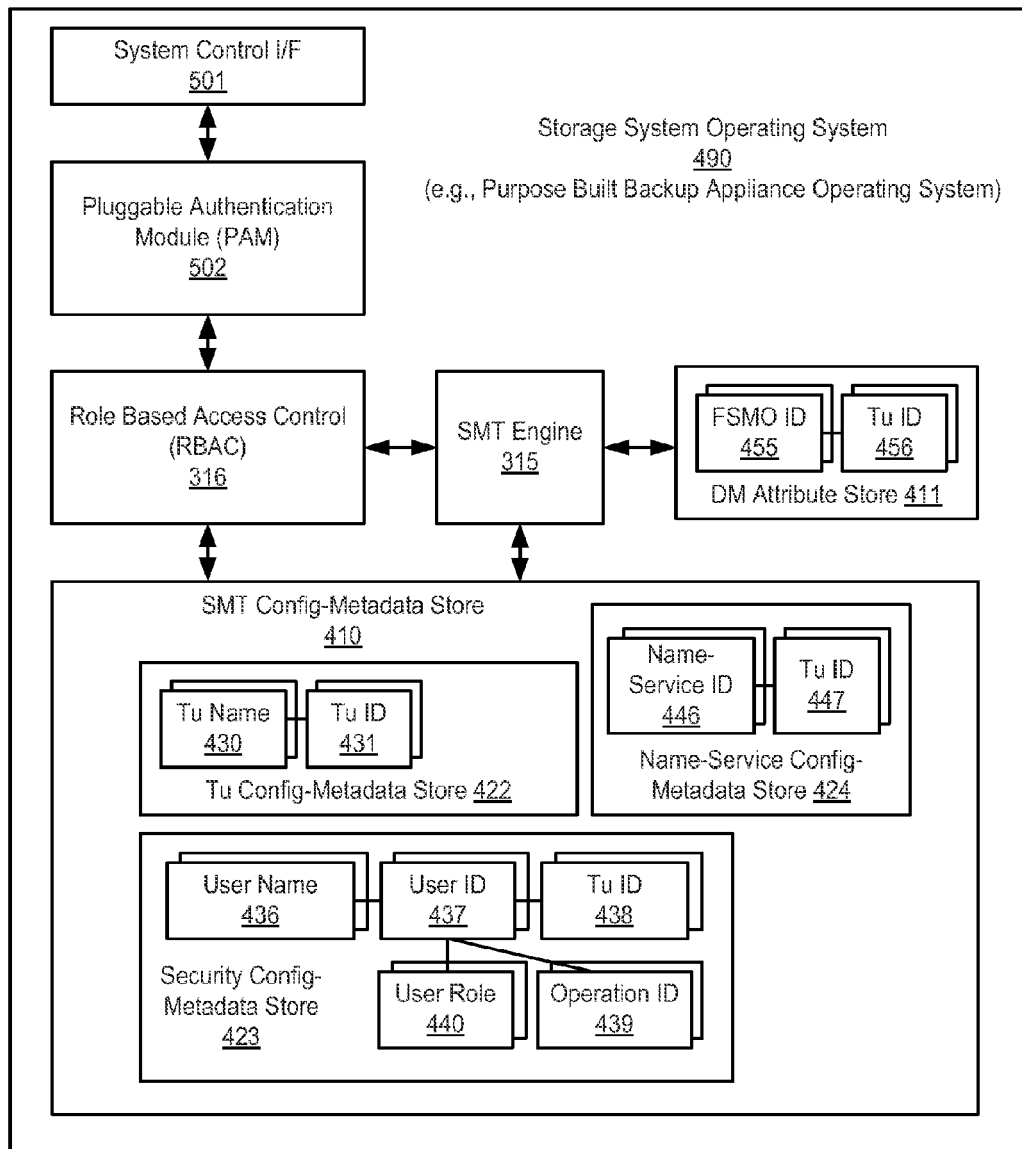 System Control I/F
501
Storage System Operating System
490
(e.g., Purpose Built Backup Appliance Operating System)
Pluggable Authentication
Module (PAM)
502
Role Based Access Control
(RBAC)
316
SMT Engine
315
FSMO ID
455
Tu ID
456
DM Attribute Store 411
SMT Config-Metadata Store
410
Name-
Service ID
446
Tu ID
447
Name-Service Config-
Metadata Store 424
Tu Name
430
Tu ID
431
Tu Config-Metadata Store 422
User Name
436
User ID
437
Tu ID
438
Security Config-
Metadata Store
423
User Role
440
Operation ID
439